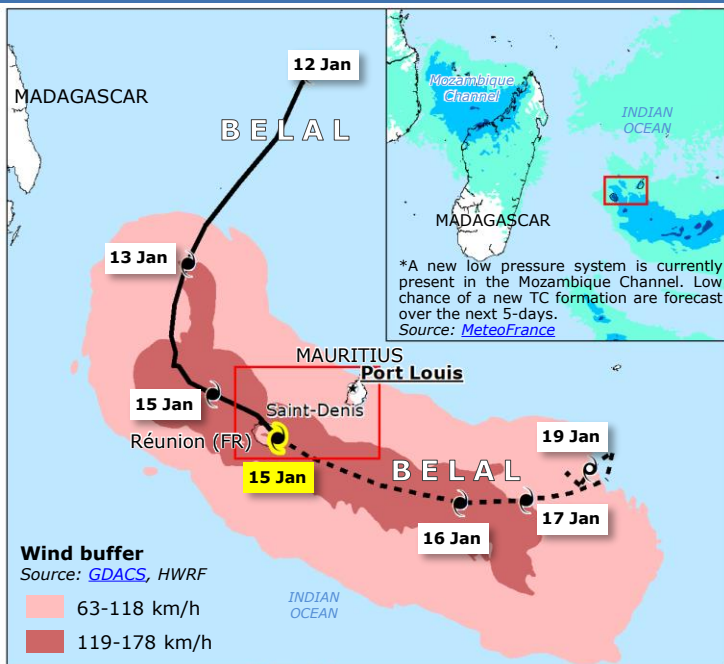 12 Jan
MADAGASCAR
BELAL
13 Jan
Mozambique
Channel
INDIAN
OCEAN
MADAGASCAR
*A new low pressure system is currently
present in the Mozambique Channel. Low
chance of a new TC formation are forecast
over the next 5-days.
Source: MeteoFrance
MAURITIUS
Port Louis
15 Jan
Saint-Denis
Réunion (FR)
15 Jan
BELAL
19 Jan
16 Jan
17 Jan
Wind buffer
Source: GDACS, HWRF
63-118 km/h
119-178 km/h
INDIAN
OCEAN